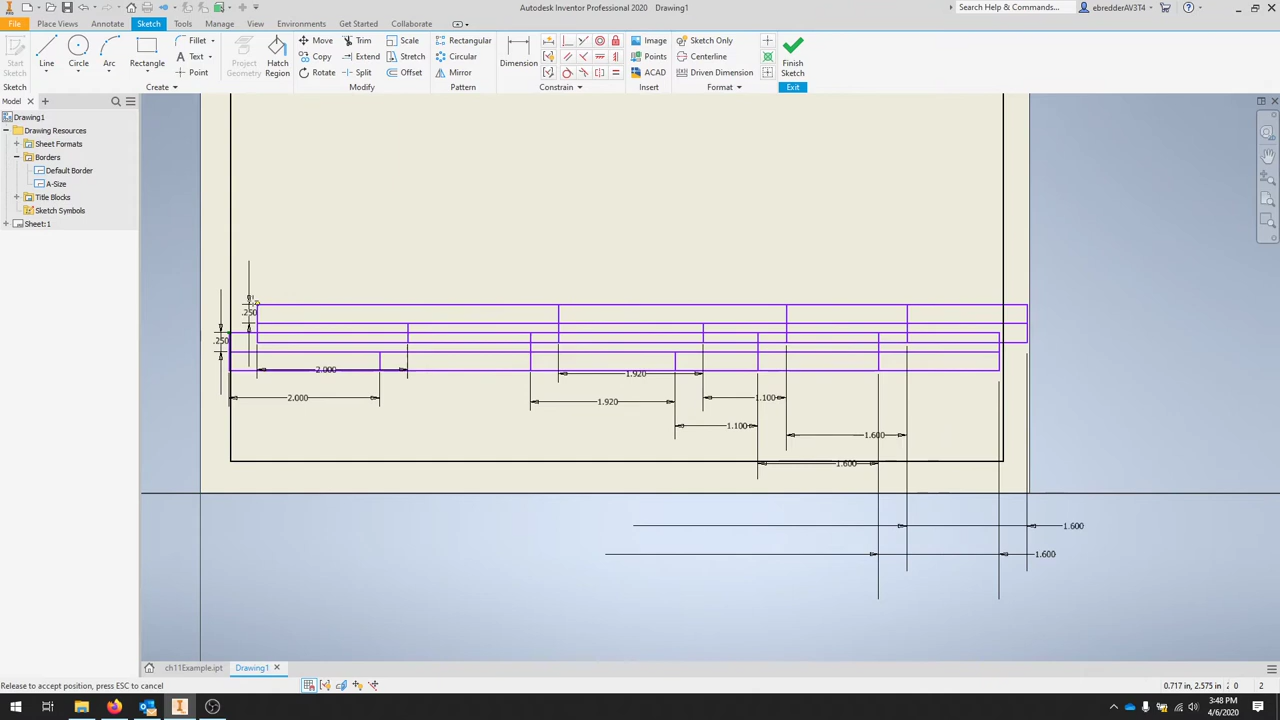 Autodesk Inventor Professional 2020 Drawing1
Search Help & Commands...
ebredderAV3T4
File Place Views Annotate Sketch Tools Manage View Environments Get Started Collaborate
Start Sketch
Line
Circle
Arc
Rectangle
Fillet
Text
Point
Project Geometry
Hatch Region
Move
Copy
Rotate
Trim
Extend
Split
Scale
Stretch
Offset
Rectangular
Circular
Mirror
Dimension
Image
Points
ACAD
Sketch Only
Centerline
Driven Dimension
Finish Sketch
Sketch
Create
Modify
Pattern
Constrain
Insert
Format
Exit
Model
Drawing1
Drawing Resources
Sheet Formats
Borders
Default Border
A-Size
Title Blocks
Sketch Symbols
Sheet:1
.250
.250
2.000
1.920
2.000
1.920
1.100
1.100
1.600
1.600
1.600
1.600
ch11Example.ipt
Drawing1
Release to accept position, press ESC to cancel
0.717 in, 2.575 in
0
2
3:48 PM
4/6/2020